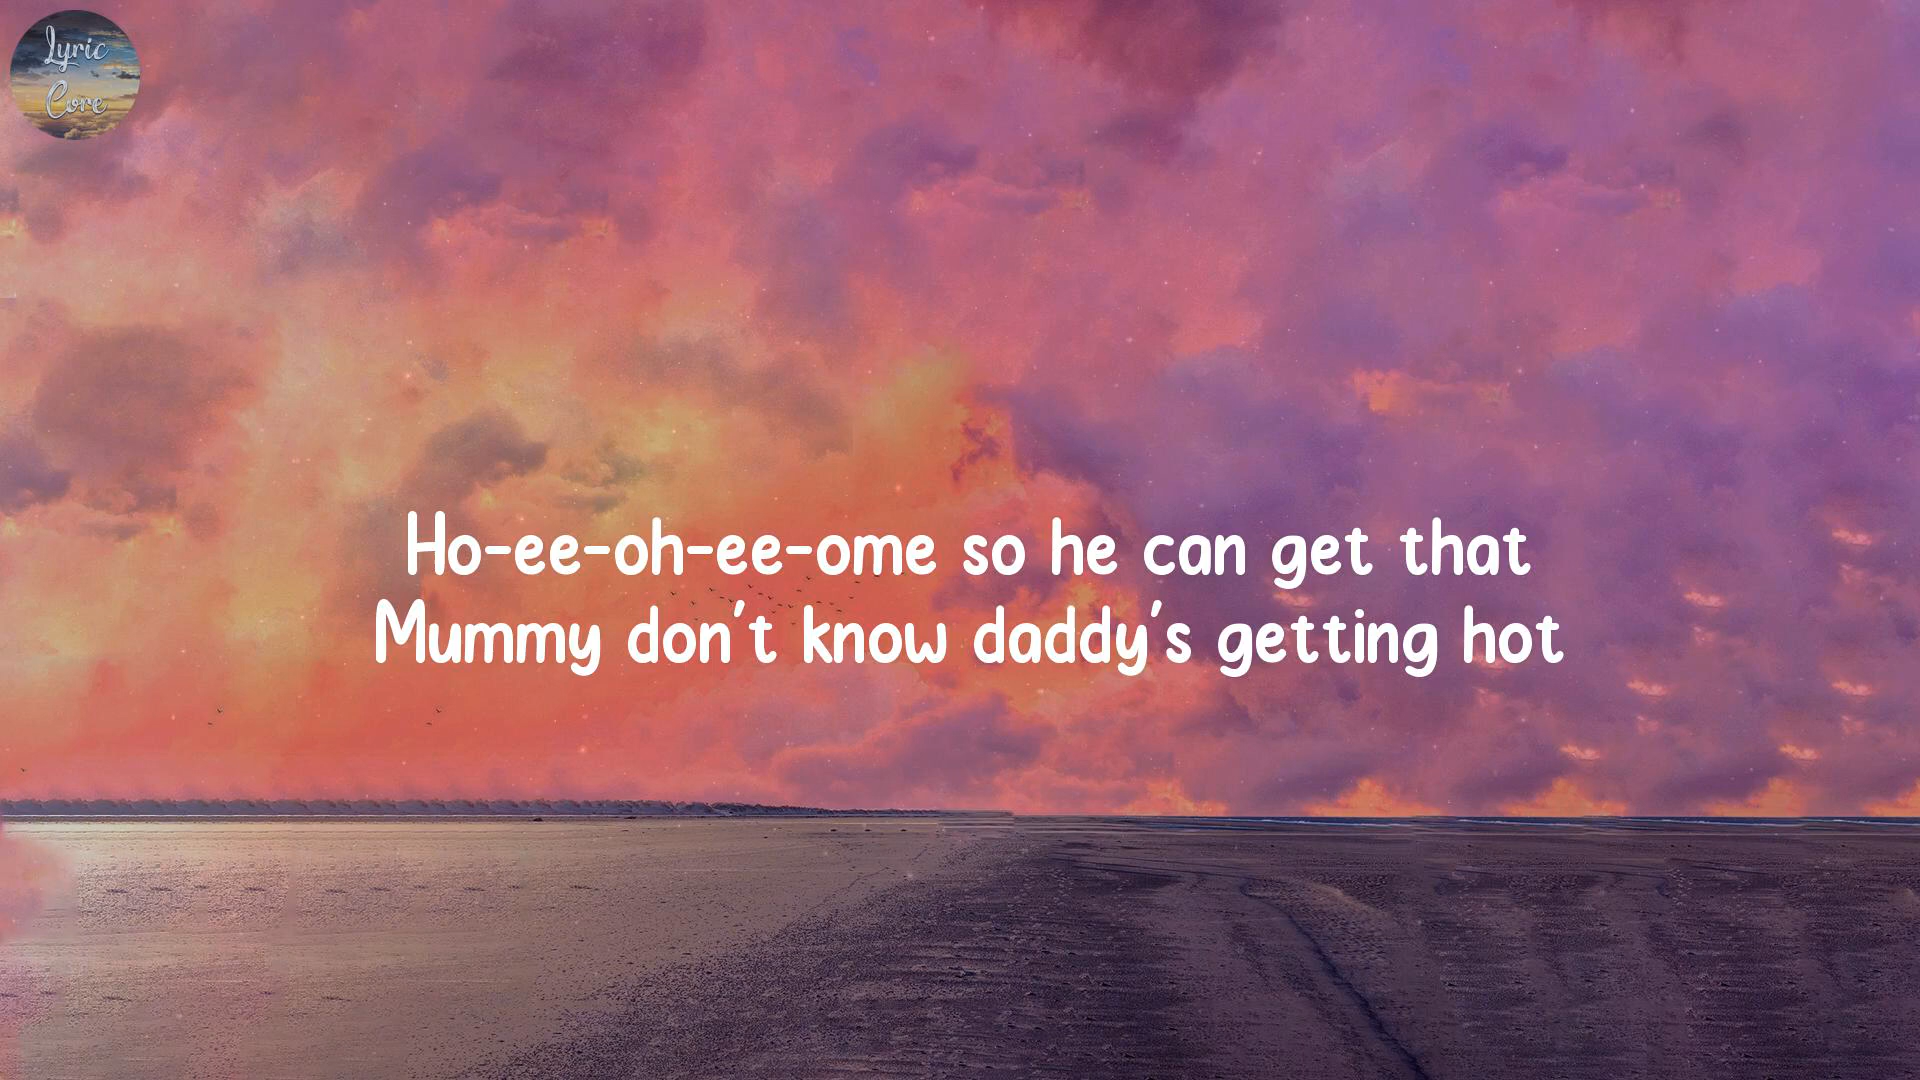 Lyric
Core
Ho-ee-oh-ee-ome so he can get that
Mummy don't know daddy's getting hot